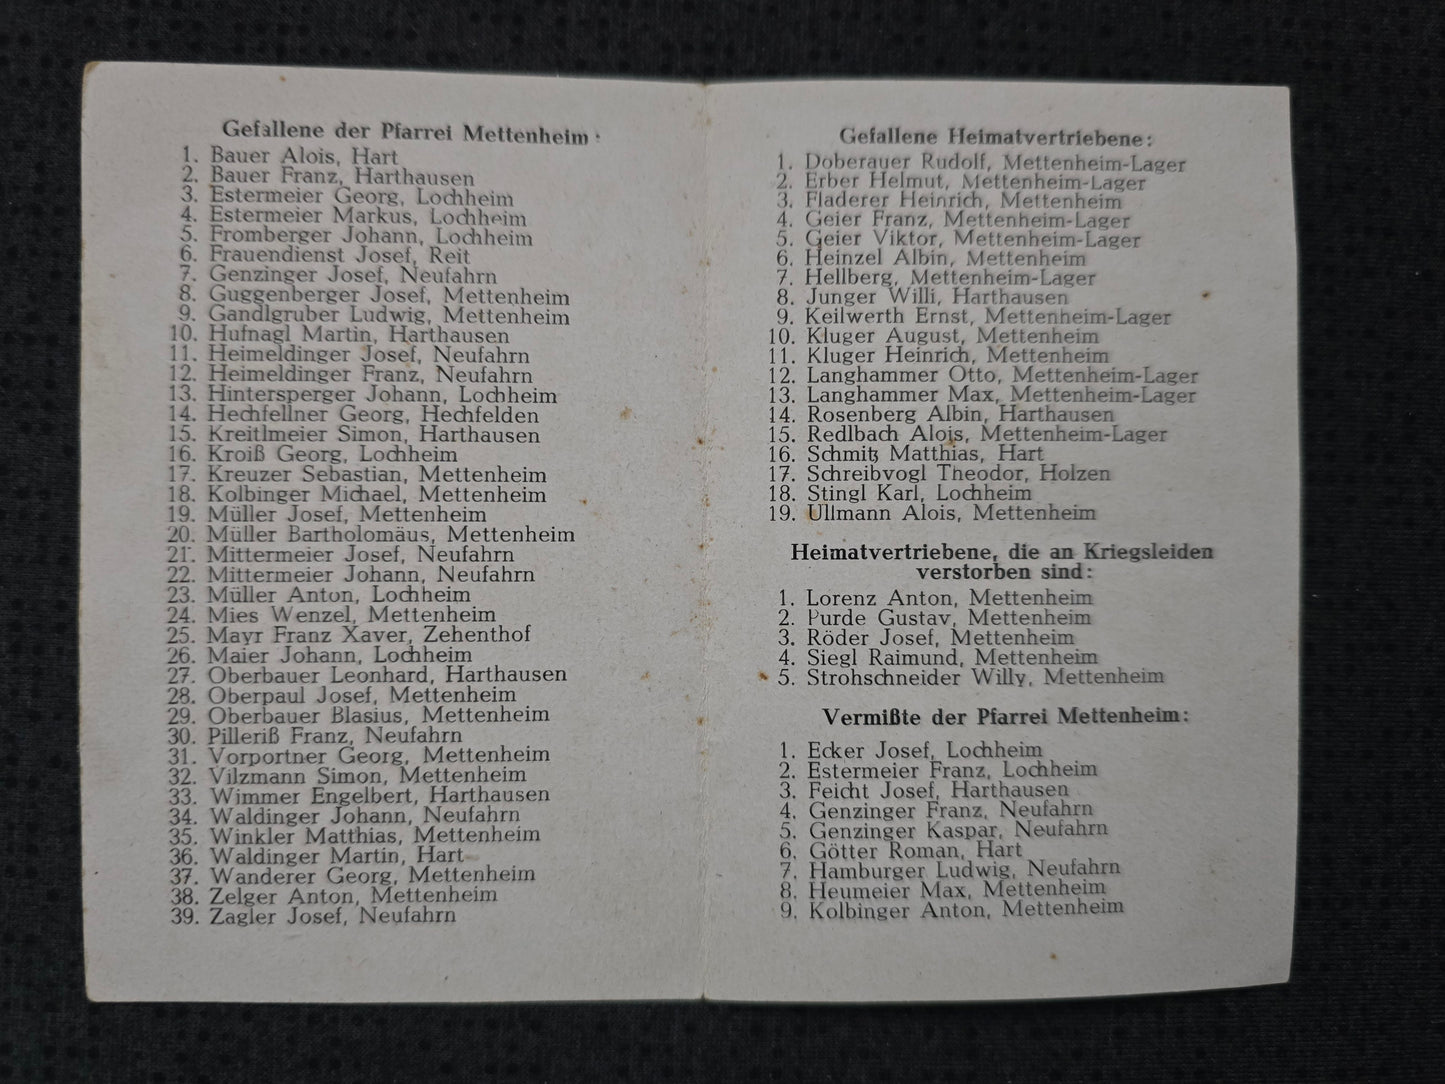 Gefallene der Pfarrei Mettenheim:
1. Bauer Alois, Hart
2. Bauer Franz, Harthausen
3. Estermeier Georg, Lochheim
4. Estermeier Markus, Lochheim
5. Fromberger Johann, Lochheim
6. Frauendienst Josef, Reit
7. Genzinger Josef, Neufahrn
8. Guggenberger Josef, Mettenheim
9. Gandlgruber Ludwig, Mettenheim
10. Hufnagl Martin, Harthausen
11. Heimeldinger Josef, Neufahrn
12. Heimeldinger Franz, Neufahrn
13. Hintersperger Johann, Lochheim
14. Hechfellner Georg, Hechfelden
15. Kreitlmeier Simon, Harthausen
16. Kroiß Georg, Lochheim
17. Kreuzer Sebastian, Mettenheim
18. Kolbinger Michael, Mettenheim
19. Müller Josef, Mettenheim
20. Müller Bartholomäus, Mettenheim
21. Mittermeier Josef, Neufahrn
22. Mittermeier Johann, Neufahrn
23. Müller Anton, Lochheim
24. Mies Wenzel, Mettenheim
25. Mayr Franz Xaver, Zehenthof
26. Maier Johann, Lochheim
27. Oberbauer Leonhard, Harthausen
28. Oberpaul Josef, Mettenheim
29. Oberbauer Blasius, Mettenheim
30. Pilleriß Franz, Neufahrn
31. Vorportner Georg, Mettenheim
32. Vilzmann Simon, Mettenheim
33. Wimmer Engelbert, Harthausen
34. Waldinger Johann, Neufahrn
35. Winkler Matthias, Mettenheim
36. Waldinger Martin, Hart
37. Wanderer Georg, Mettenheim
38. Zelger Anton, Mettenheim
39. Zagler Josef, Neufahrn
Gefallene Heimatvertriebene:
1. Doberauer Rudolf, Mettenheim-Lager
2. Erber Helmut, Mettenheim-Lager
3. Fladerer Heinrich, Mettenheim
4. Geier Franz, Mettenheim-Lager
5. Geier Viktor, Mettenheim-Lager
6. Heinzel Albin, Mettenheim
7. Hellberg, Mettenheim-Lager
8. Junger Willi, Harthausen
9. Keilwerth Ernst, Mettenheim-Lager
10. Kluger August, Mettenheim
11. Kluger Heinrich, Mettenheim
12. Langhammer Otto, Mettenheim-Lager
13. Langhammer Max, Mettenheim-Lager
14. Rosenberg Albin, Harthausen
15. Redlbach Alois, Mettenheim-Lager
16. Schmitz Matthias, Hart
17. Schreibvogl Theodor, Holzen
18. Stingl Karl, Lochheim
19. Ullmann Alois, Mettenheim
Heimatvertriebene, die an Kriegsleiden
verstorben sind:
1. Lorenz Anton, Mettenheim
2. Purde Gustav, Mettenheim
3. Röder Josef, Mettenheim
4. Siegl Raimund, Mettenheim
5. Strohschneider Willy, Mettenheim
Vermißte der Pfarrei Mettenheim:
1. Ecker Josef, Lochheim
2. Estermeier Franz, Lochheim
3. Feicht Josef, Harthausen
4. Genzinger Franz, Neufahrn
5. Genzinger Kaspar, Neufahrn
6. Götter Roman, Hart
7. Hamburger Ludwig, Neufahrn
8. Heumeier Max, Mettenheim
9. Kolbinger Anton, Mettenheim